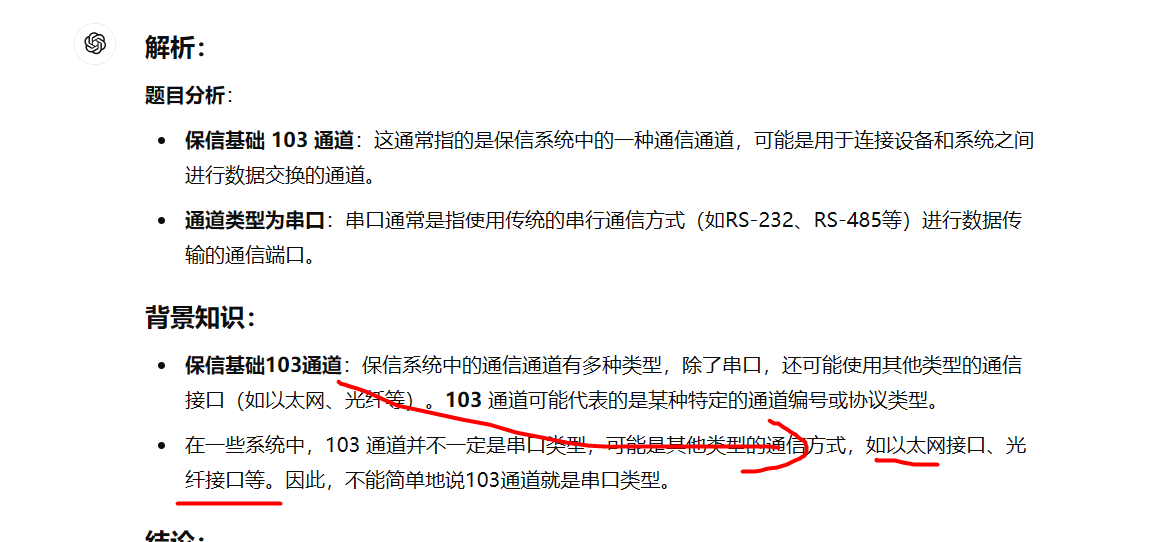 解析：
题目分析：
保信基础 103 通道：这通常指的是保信系统中的一种通信通道，可能是用于连接设备和系统之间
进行数据交换的通道。
通道类型为串口：串口通常是指使用传统的串行通信方式（如RS-232、RS-485等）进行数据传
输的通信端口。
背景知识：
保信基础103通道：保信系统中的通信通道有多种类型，除了串口，还可能使用其他类型的通信
接口（如以太网、光纤等）。103 通道可能代表的是某种特定的通道编号或协议类型。
在一些系统中，103 通道并不一定是串口类型，可能是其他类型的通信方式，如以太网接口、光
纤接口等。因此，不能简单地说103通道就是串口类型。
结论：